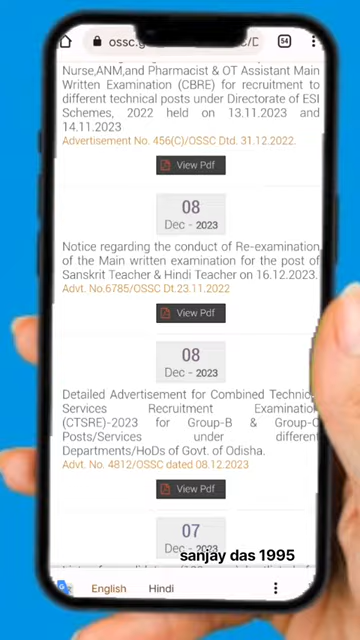 ossc.g
54
Nurse,ANM,and Pharmacist & OT Assistant Main
Written Examination (CBRE) for recruitment to
different technical posts under Directorate of ESI
Schemes, 2022 held on 13.11.2023 and
14.11.2023
Advertisement No. 456(C)/OSSC Dtd. 31.12.2022.
View Pdf
08
Dec - 2023
Notice regarding the conduct of Re-examination
of the Main written examination for the post of
Sanskrit Teacher & Hindi Teacher on 16.12.2023.
Advt. No.6785/OSSC Dt.23.11.2022
View Pdf
08
Dec - 2023
Detailed Advertisement for Combined Technic
Services Recruitment Examination
(CTSRE)-2023 for Group-B & Group-C
Posts/Services under different
Departments/HoDs of Govt. of Odisha.
Advt. No. 4812/OSSC dated 08.12.2023
View Pdf
07
Dec - 2023
sanjay das 1995
English Hindi